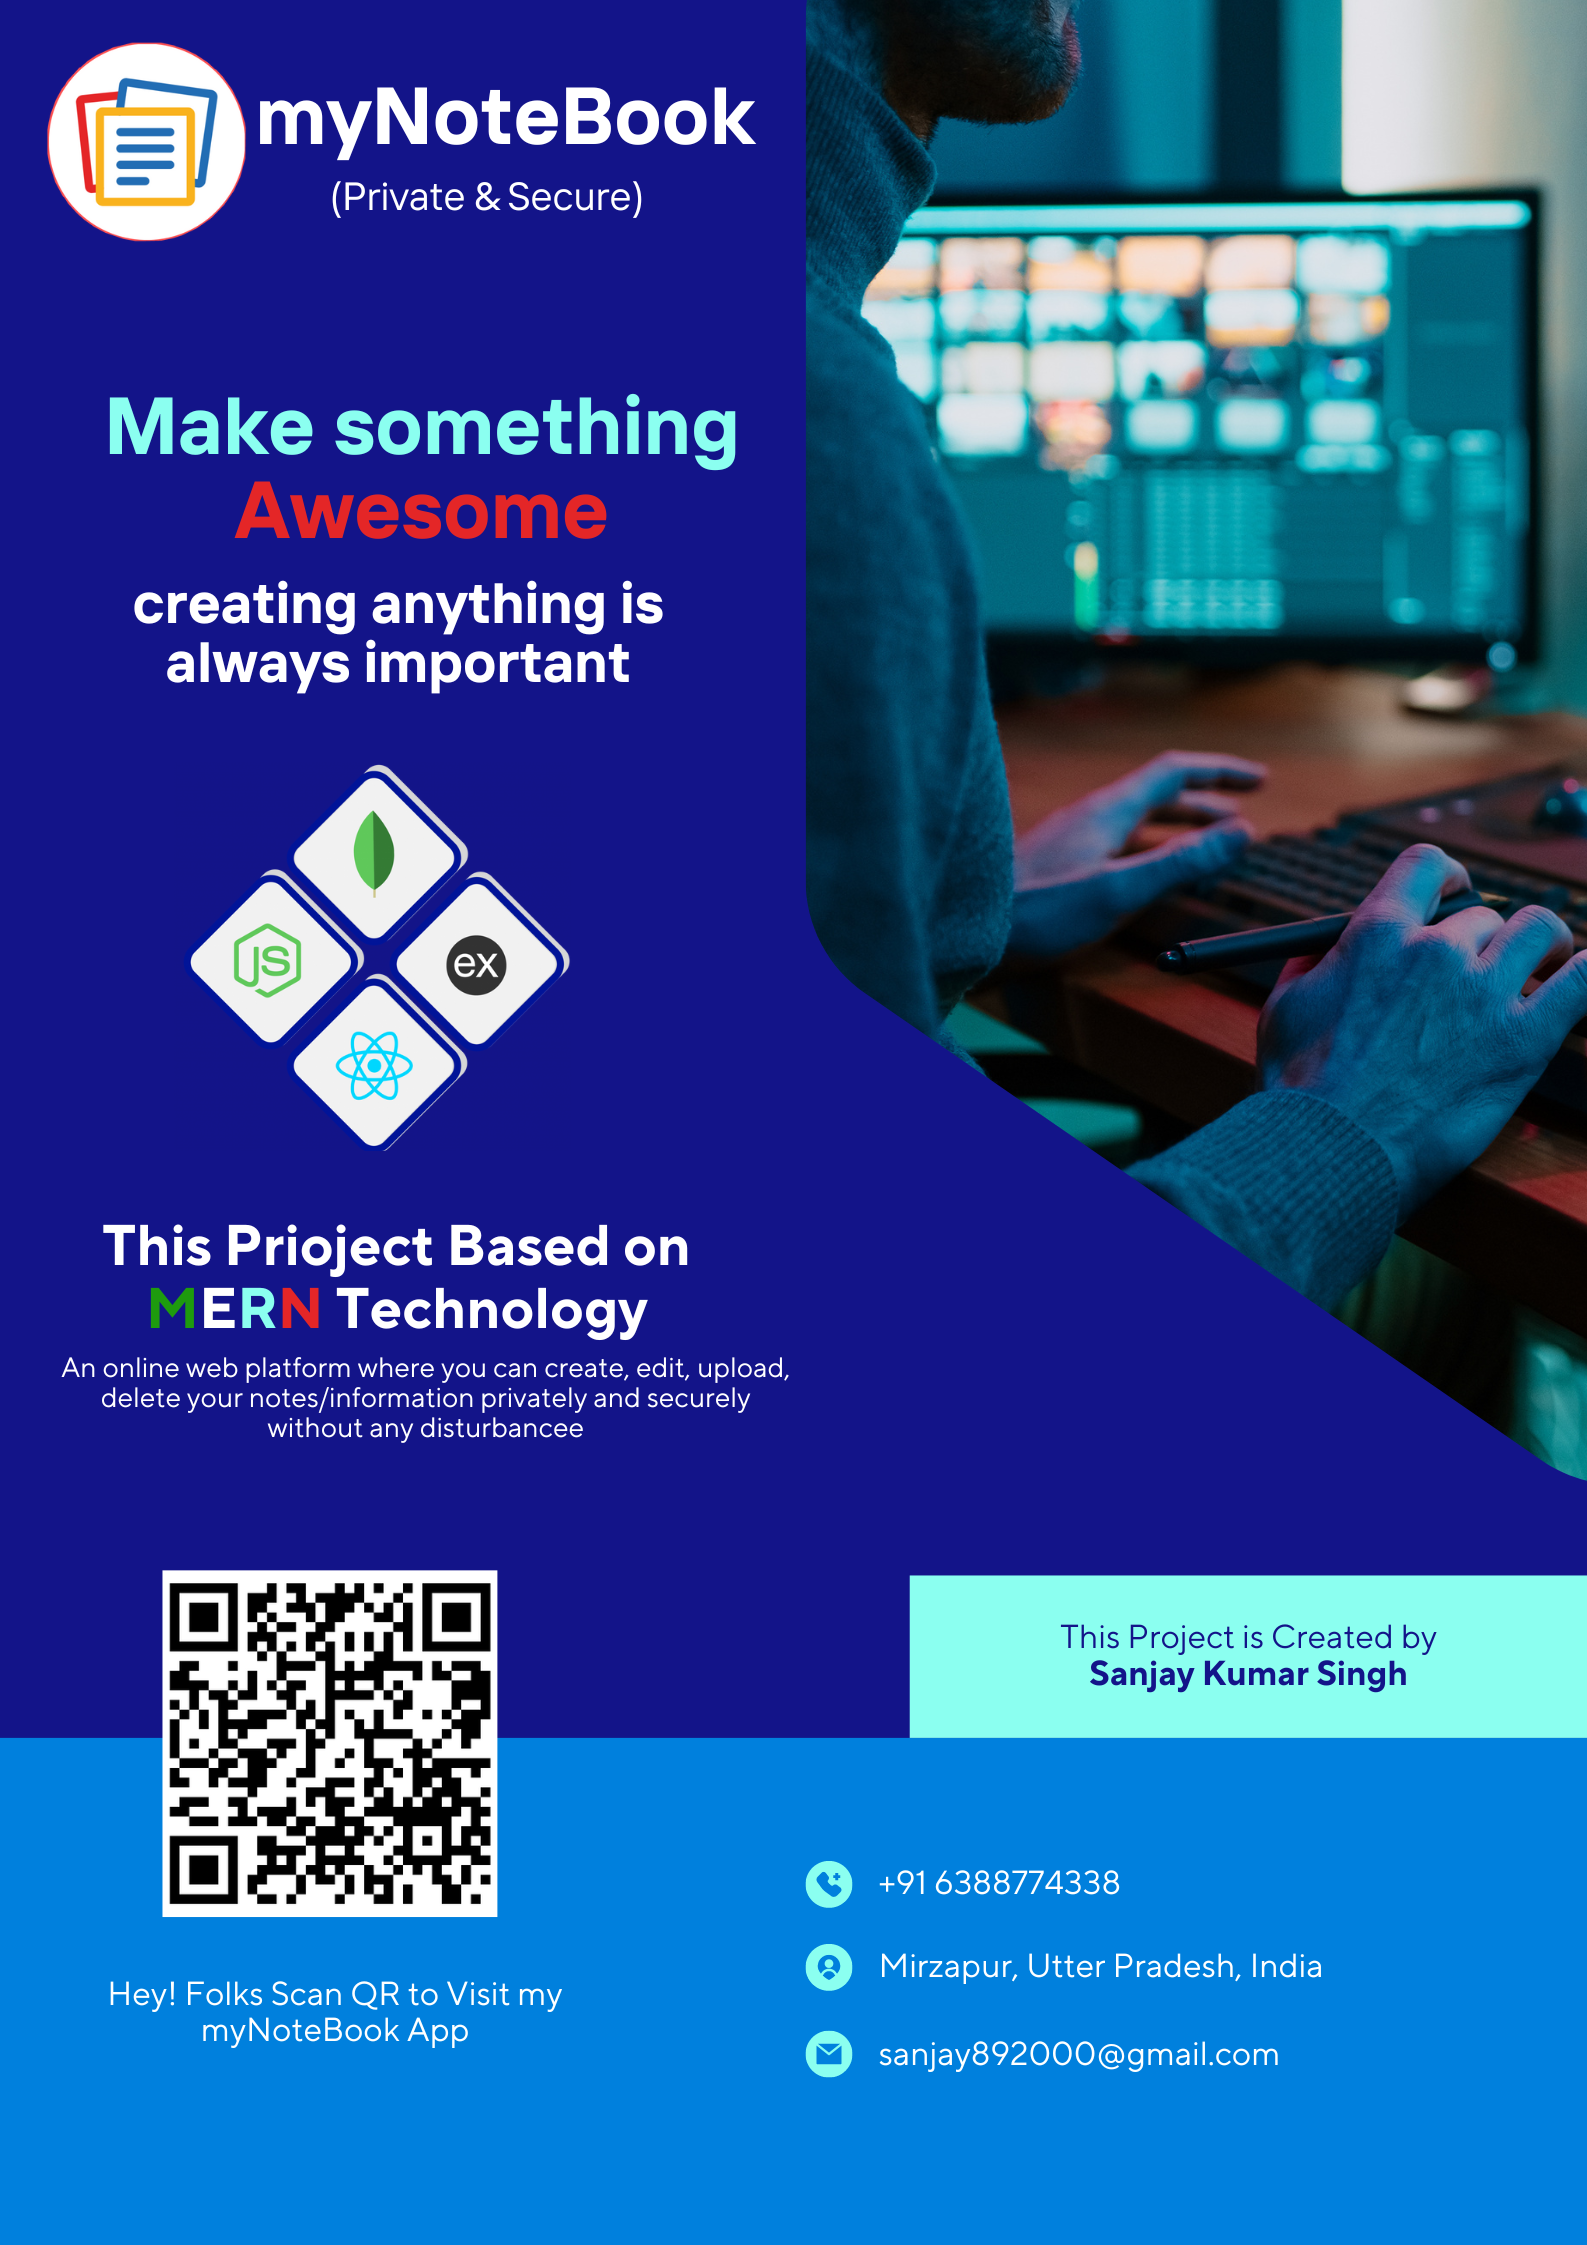 myNoteBook
(Private & Secure)
Make something
Awesome
creating anything is
always important
JS
ex
This Prioject Based on
MERN Technology
An online web platform where you can create, edit, upload,
delete your notes/information privately and securely
without any disturbancee
This Project is Created by
Sanjay Kumar Singh
Hey! Folks Scan QR to Visit my
myNoteBook App
+91 6388774338
Mirzapur, Utter Pradesh, India
sanjay892000@gmail.com